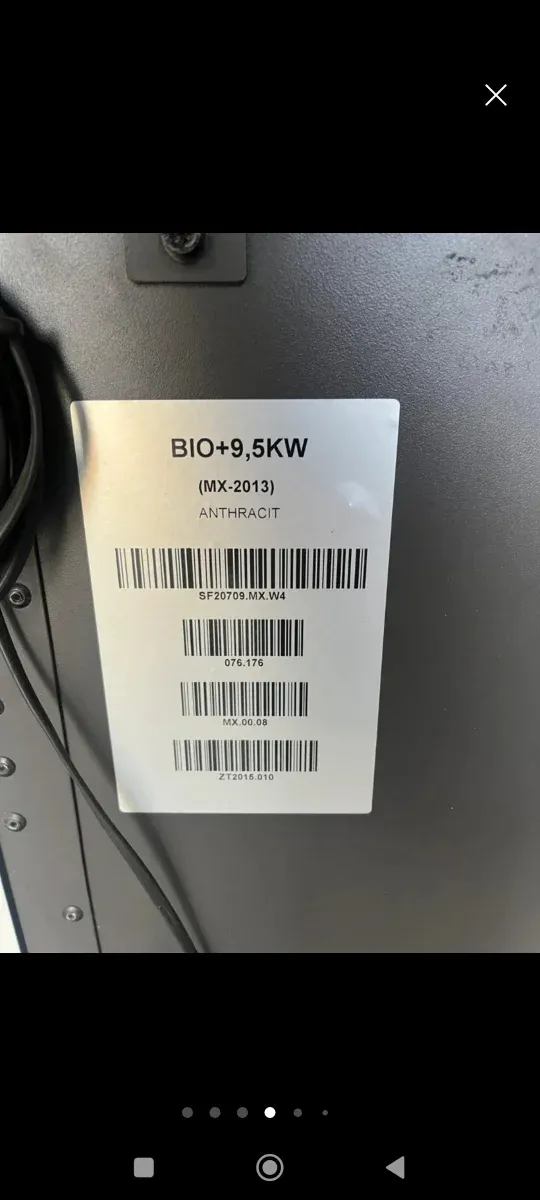 BIO+9,5KW
(MX-2013)
ANTHRACIT
SF20709.MX.W4
076.176
MX.00.08
ZT2015.010